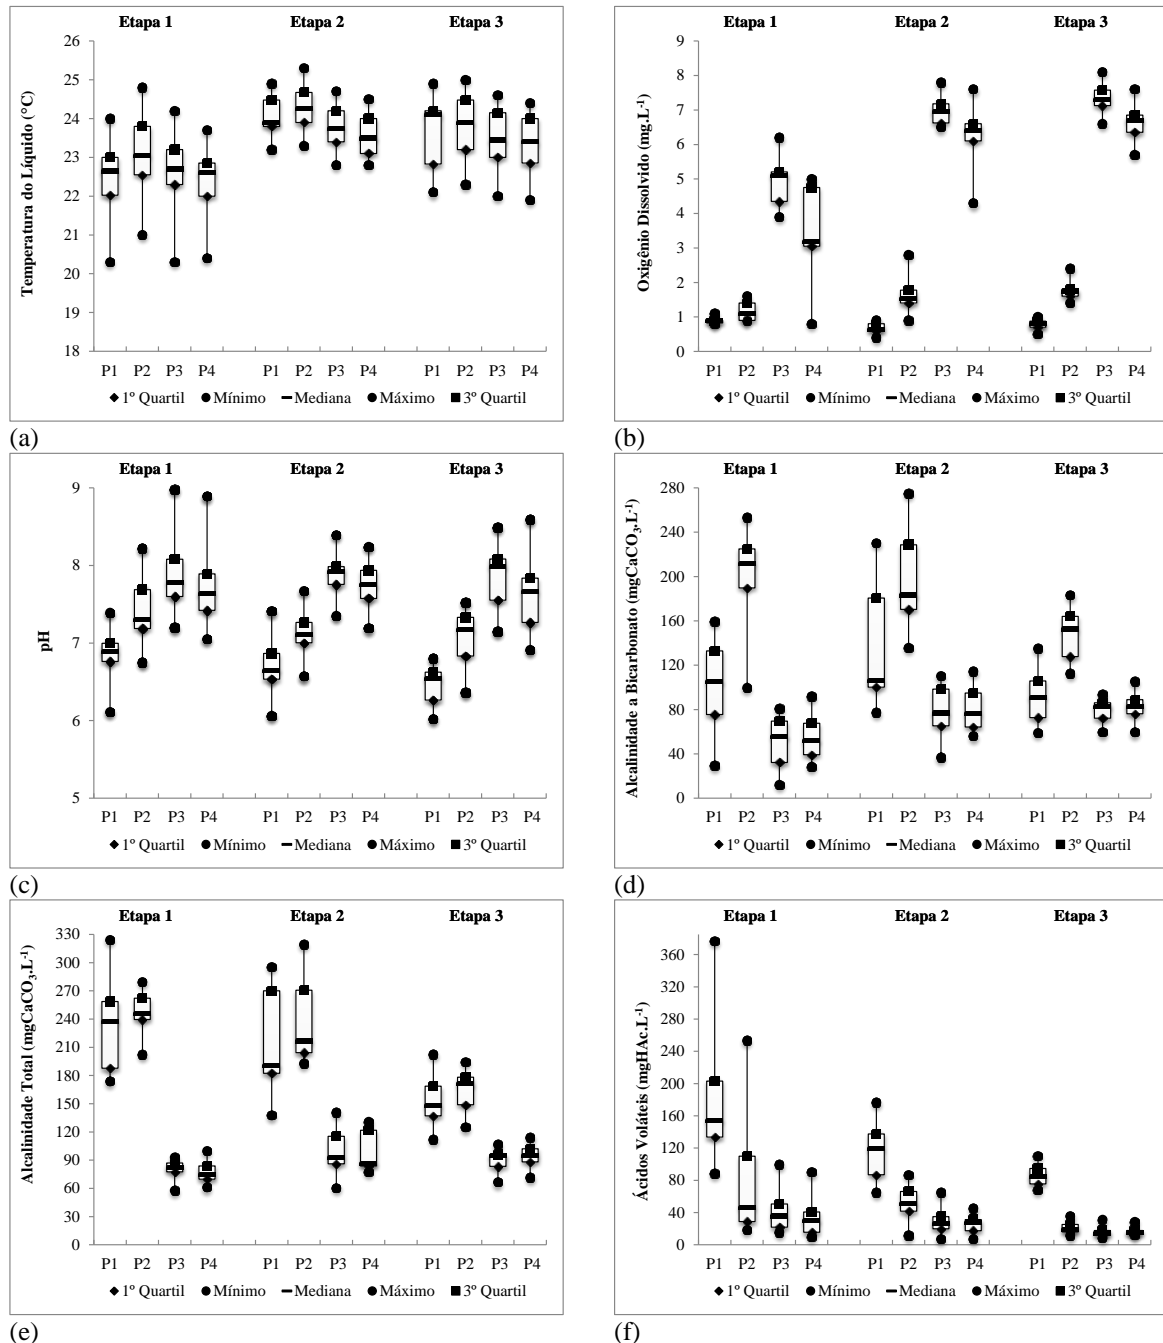 Etapa 1 Etapa 2 Etapa 3
Temperatura do Líquido (°C)
26
25
24
23
22
21
20
19
18
P1 P2 P3 P4 P1 P2 P3 P4 P1 P2 P3 P4
1º Quartil Mínimo Mediana Máximo 3º Quartil
(a)
Etapa 1 Etapa 2 Etapa 3
Oxigênio Dissolvido (mg.L-1)
9
8
7
6
5
4
3
2
1
0
P1 P2 P3 P4 P1 P2 P3 P4 P1 P2 P3 P4
1º Quartil Mínimo Mediana Máximo 3º Quartil
(b)
Etapa 1 Etapa 2 Etapa 3
pH
9
8
7
6
5
P1 P2 P3 P4 P1 P2 P3 P4 P1 P2 P3 P4
1º Quartil Mínimo Mediana Máximo 3º Quartil
(c)
Etapa 1 Etapa 2 Etapa 3
Alcalinidade a Bicarbonato (mgCaCO3.L-1)
280
240
200
160
120
80
40
0
P1 P2 P3 P4 P1 P2 P3 P4 P1 P2 P3 P4
1º Quartil Mínimo Mediana Máximo 3º Quartil
(d)
Etapa 1 Etapa 2 Etapa 3
Alcalinidade Total (mgCaCO3.L-1)
330
300
270
240
210
180
150
120
90
60
30
0
P1 P2 P3 P4 P1 P2 P3 P4 P1 P2 P3 P4
1º Quartil Mínimo Mediana Máximo 3º Quartil
(e)
Etapa 1 Etapa 2 Etapa 3
Ácidos Voláteis (mgHAc.L-1)
360
320
280
240
200
160
120
80
40
0
P1 P2 P3 P4 P1 P2 P3 P4 P1 P2 P3 P4
1º Quartil Mínimo Mediana Máximo 3º Quartil
(f)